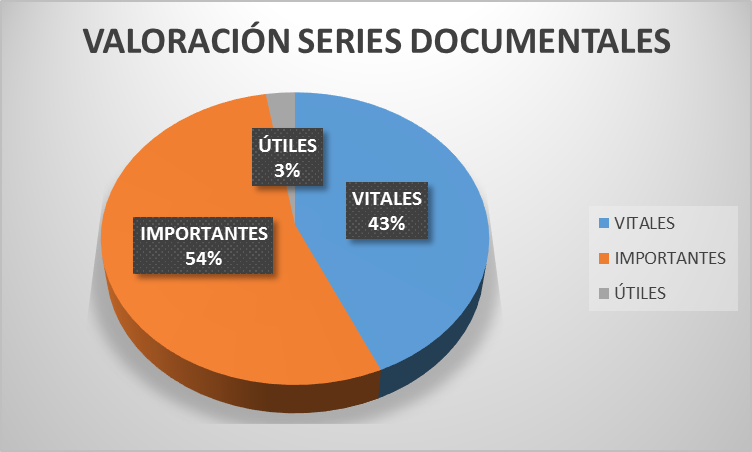 VALORACIÓN SERIES DOCUMENTALES
ÚTILES
3%
VITALES
43%
IMPORTANTES
54%
VITALES
IMPORTANTES
ÚTILES